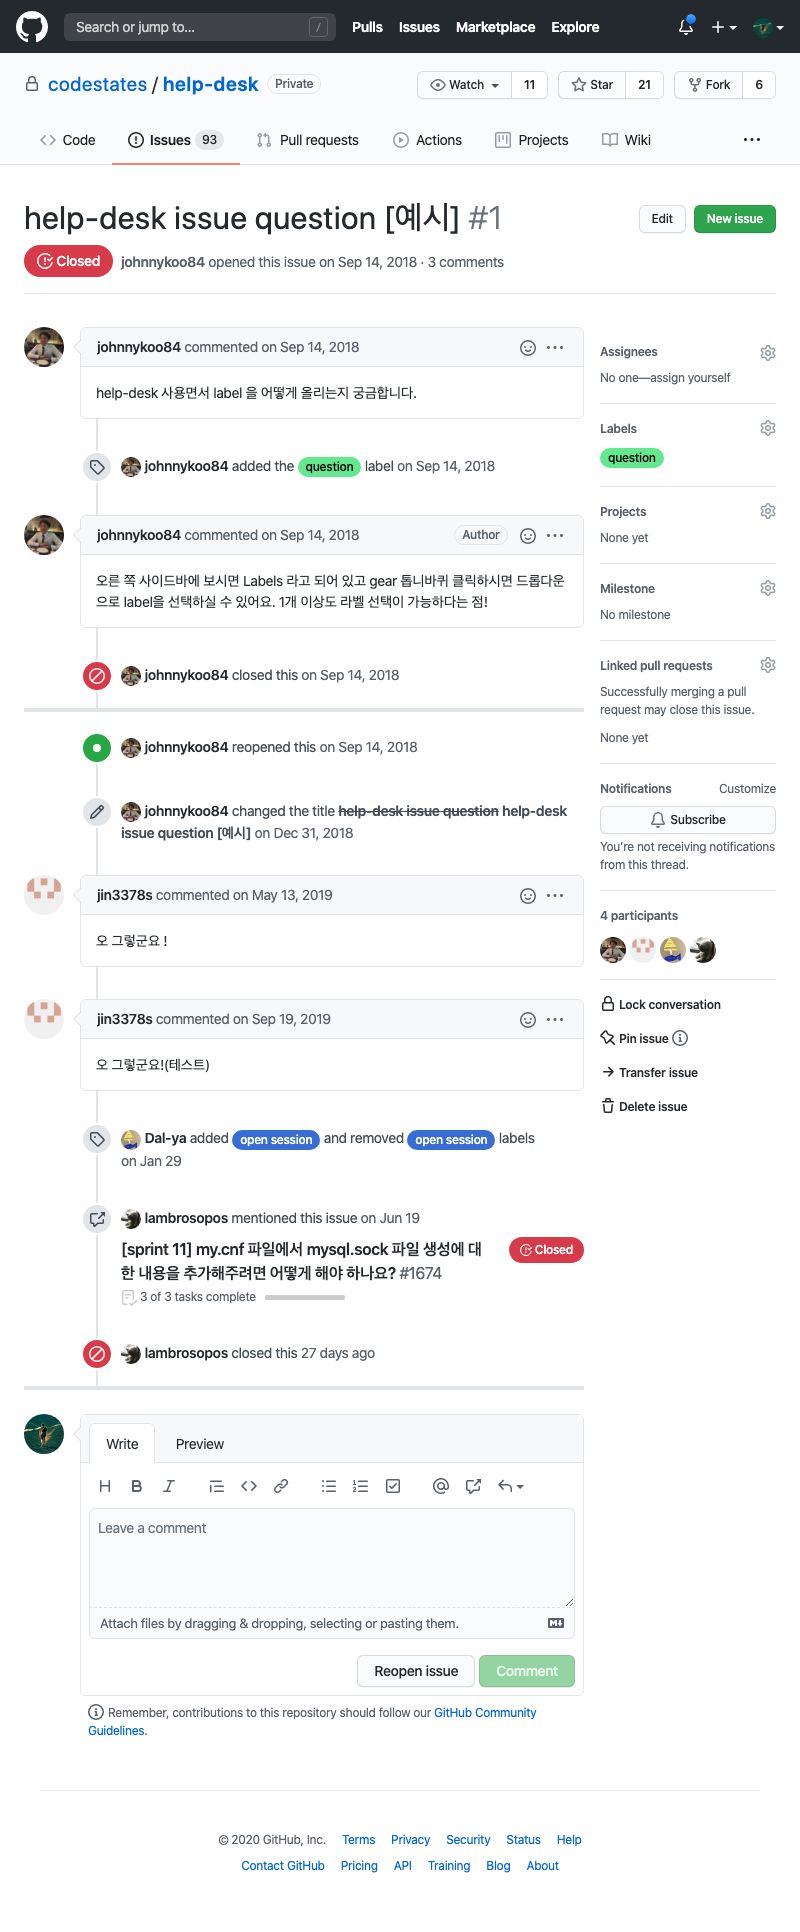 Search or jump to... /
Pulls Issues Marketplace Explore
codestates / help-desk Private
Watch 11 Star 21 Fork 6
Code Issues 93 Pull requests Actions Projects Wiki ...
help-desk issue question [예시] #1
Edit New issue
Closed johnnykoo84 opened this issue on Sep 14, 2018 · 3 comments
johnnykoo84 commented on Sep 14, 2018
help-desk 사용면서 label 을 어떻게 올리는지 궁금합니다.
johnnykoo84 added the question label on Sep 14, 2018
johnnykoo84 commented on Sep 14, 2018 Author
오른 쪽 사이드바에 보시면 Labels 라고 되어 있고 gear 톱니바퀴 클릭하시면 드롭다운
으로 label을 선택하실 수 있어요. 1개 이상도 라벨 선택이 가능하다는 점!
johnnykoo84 closed this on Sep 14, 2018
johnnykoo84 reopened this on Sep 14, 2018
johnnykoo84 changed the title help-desk issue question help-desk
issue question [예시] on Dec 31, 2018
jin3378s commented on May 13, 2019
오 그렇군요 !
jin3378s commented on Sep 19, 2019
오 그렇군요!(테스트)
Dal-ya added open session and removed open session labels
on Jan 29
lambrosopos mentioned this issue on Jun 19
[sprint 11] my.cnf 파일에서 mysql.sock 파일 생성에 대
한 내용을 추가해주려면 어떻게 해야 하나요? #1674
Closed
3 of 3 tasks complete
lambrosopos closed this 27 days ago
Assignees
No one—assign yourself
Labels
question
Projects
None yet
Milestone
No milestone
Linked pull requests
Successfully merging a pull
request may close this issue.
None yet
Notifications Customize
Subscribe
You're not receiving notifications
from this thread.
4 participants
Lock conversation
Pin issue
Transfer issue
Delete issue
Write Preview
H B I
Leave a comment
Attach files by dragging & dropping, selecting or pasting them.
Reopen issue Comment
Remember, contributions to this repository should follow our GitHub Community
Guidelines.
© 2020 GitHub, Inc. Terms Privacy Security Status Help
Contact GitHub Pricing API Training Blog About